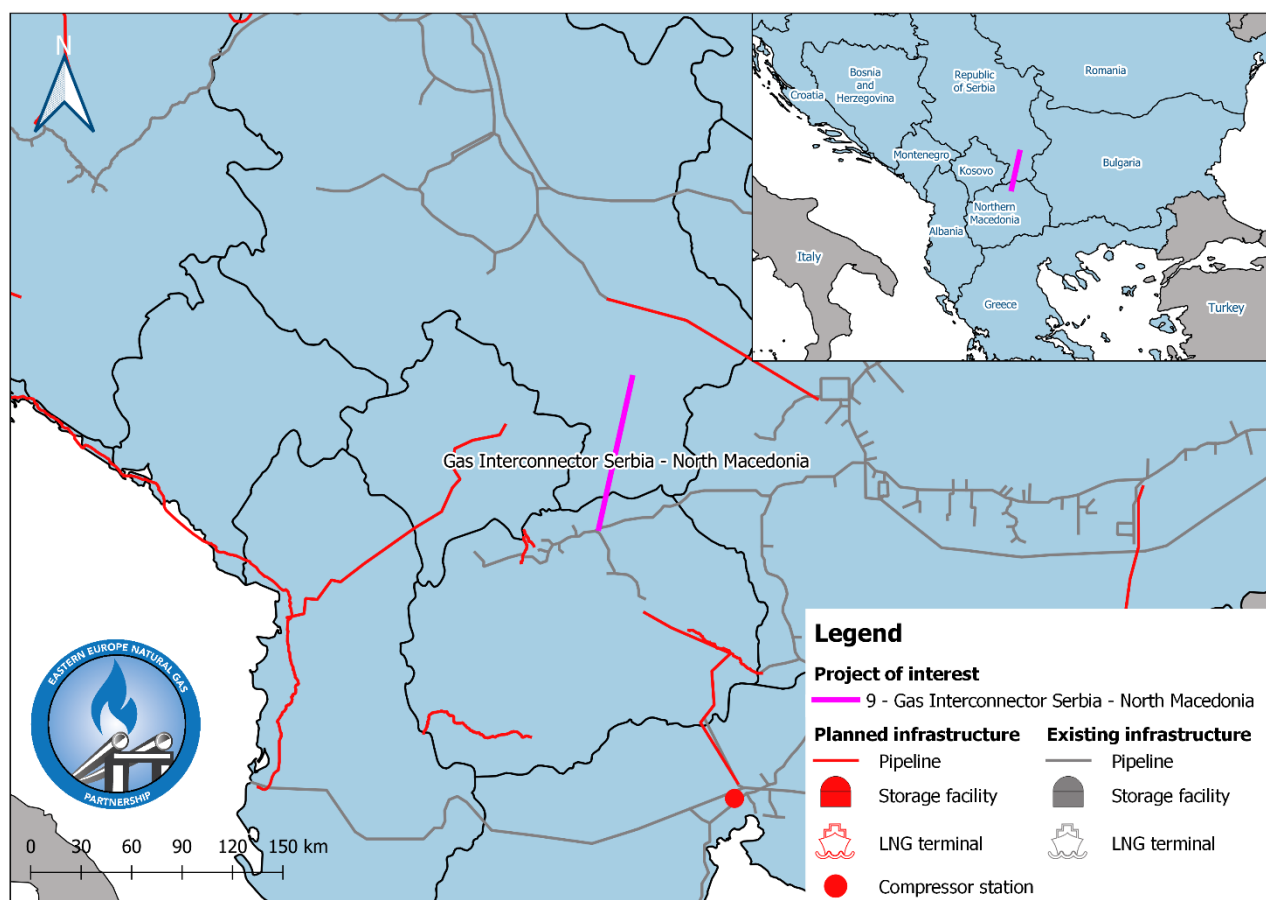 N
Croatia
Bosnia
and
Herzegovina
Republic
of Serbia
Romania
Montenegro
Kosovo
Bulgaria
Northern
Macedonia
Albania
Italy
Greece
Turkey
Gas Interconnector Serbia - North Macedonia
EASTERN EUROPE NATURAL GAS
PARTNERSHIP
0 30 60 90 120 150 km
Legend
Project of interest
9 - Gas Interconnector Serbia - North Macedonia
Planned infrastructure
Pipeline
Storage facility
LNG terminal
Compressor station
Existing infrastructure
Pipeline
Storage facility
LNG terminal